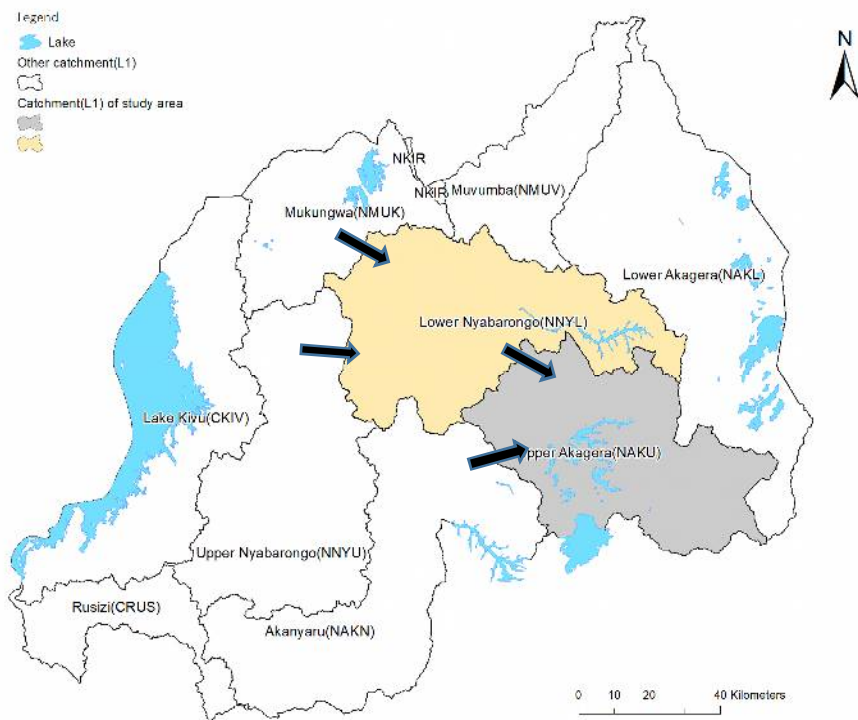 Legend
Lake
Other catchment(L1)
Catchment(L1) of study area
N
NKIR
NKIR
Muvumba(NMUV)
Mukungwa(NMUK)
Lower Akagera(NAKL)
Lower Nyabarongo(NNYL)
Lake Kivu(CKIV)
pper Akagera(NAKU)
Upper Nyabarongo(NNYU)
Rusizi(CRUS)
Akanyaru(NAKN)
0 10 20 40 Kilometers